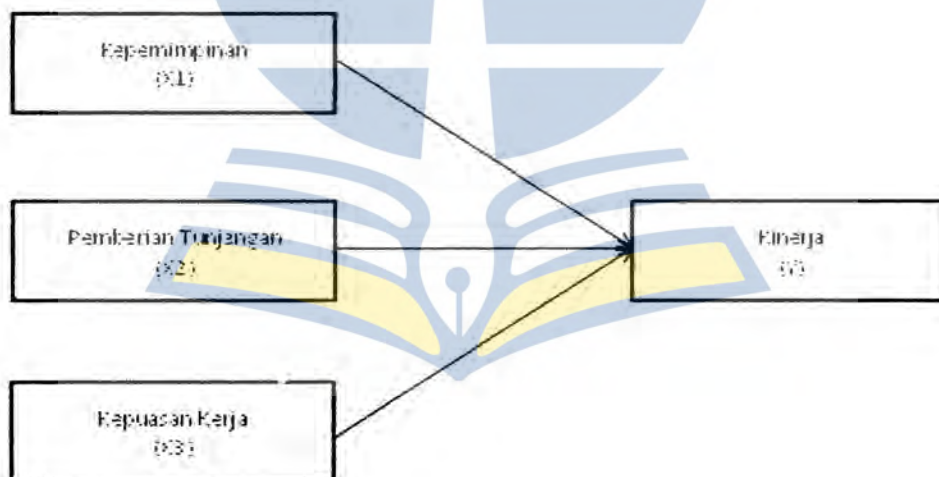 Kepemimpinan
(X1)
Pemberian Tunjangan
(X2)
Kinerja
(Y)
Kepuasan Kerja
(X3)